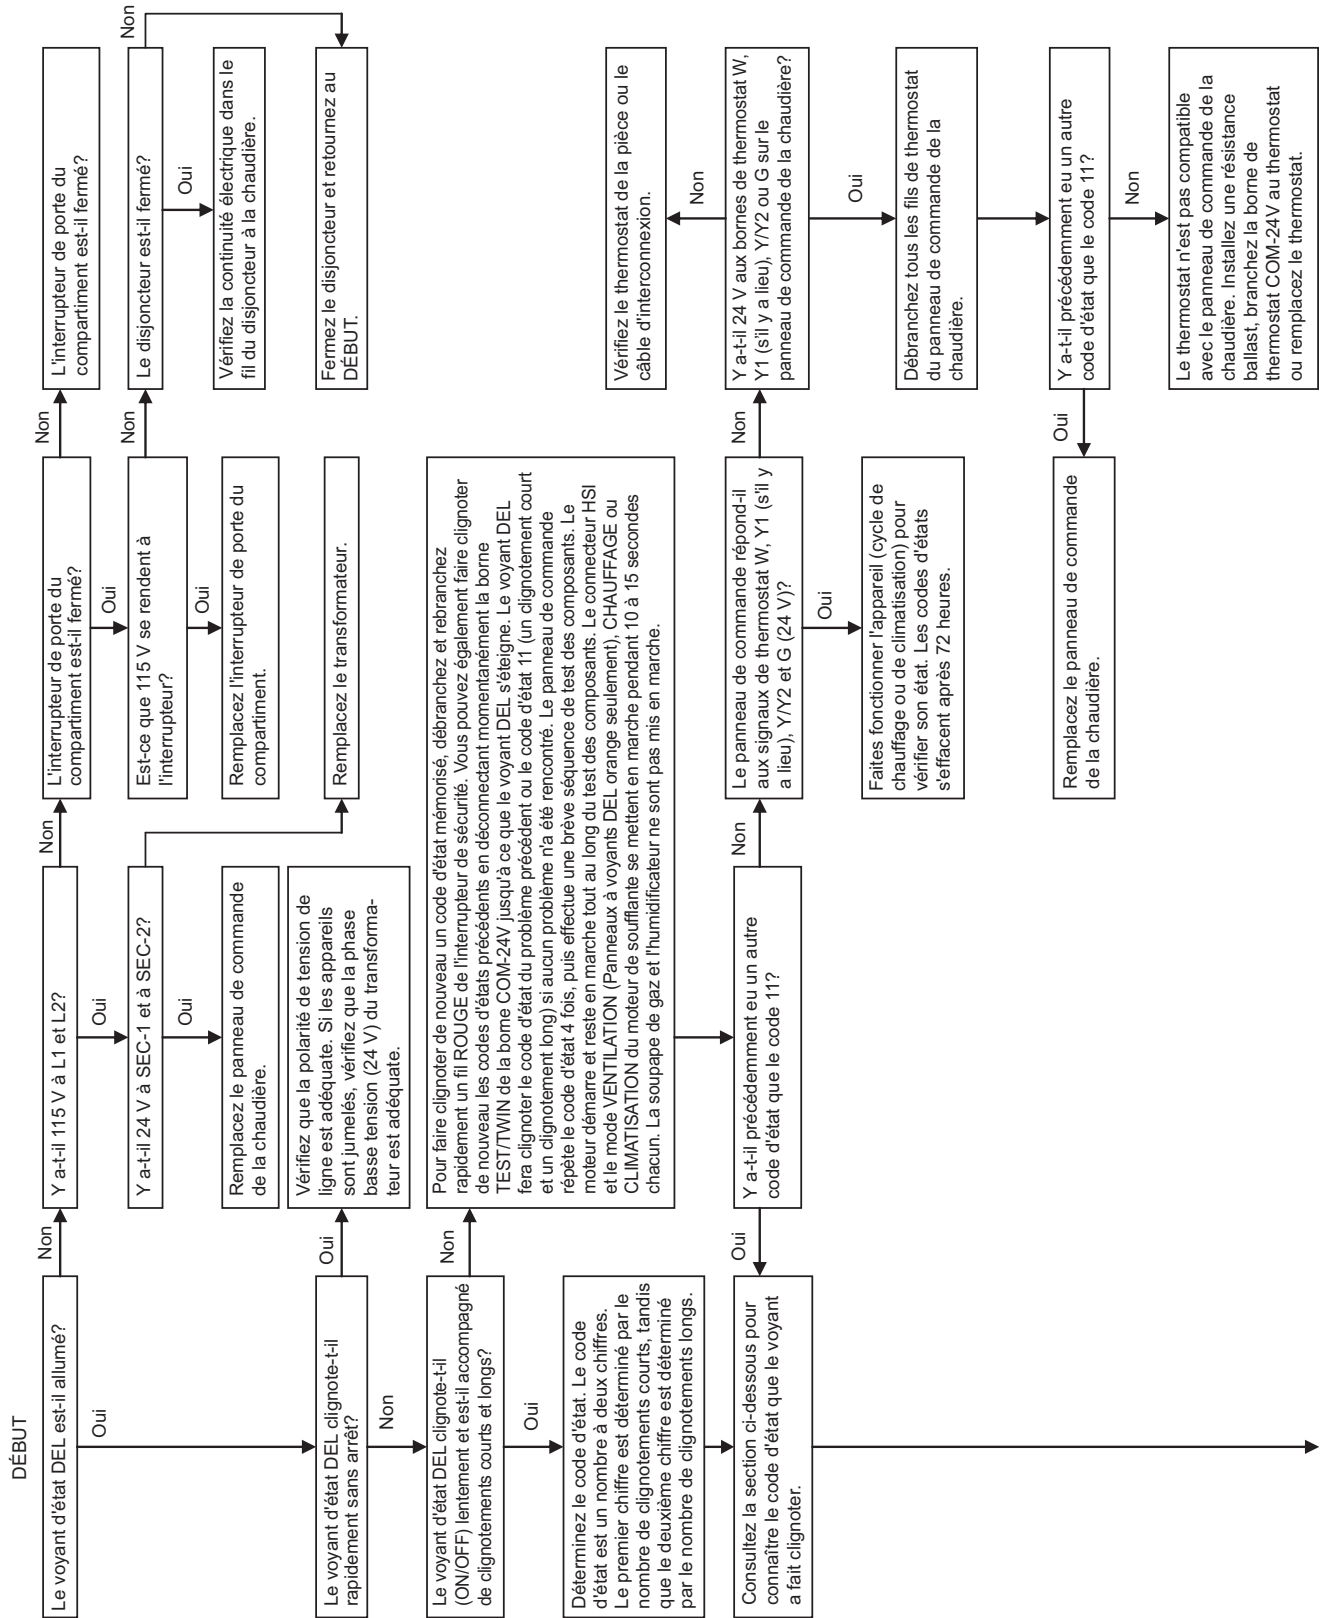 DÉBUT
Le voyant d'état DEL est-il allumé?
Non
Oui
Y a-t-il 115 V à L1 et L2?
Non
Oui
L'interrupteur de porte du
compartiment est-il fermé?
Non
Oui
L'interrupteur de porte du
compartiment est-il fermé?
Y a-t-il 24 V à SEC-1 et à SEC-2?
Oui
Est-ce que 115 V se rendent à
l'interrupteur?
Non
Oui
Le disjoncteur est-il fermé?
Non
Oui
Remplacez le panneau de commande
de la chaudière.
Remplacez l'interrupteur de porte du
compartiment.
Vérifiez la continuité électrique dans le
fil du disjoncteur à la chaudière.
Le voyant d'état DEL clignote-t-il
rapidement sans arrêt?
Oui
Non
Vérifiez que la polarité de tension de
ligne est adéquate. Si les appareils
sont jumelés, vérifiez que la phase
basse tension (24 V) du transforma-
teur est adéquate.
Remplacez le transformateur.
Fermez le disjoncteur et retournez au
DÉBUT.
Le voyant DEL clignote-t-il
(ON/OFF) lentement et est-il accompagné
de clignotements courts et longs?
Non
Oui
Pour faire clignoter de nouveau un code d'état mémorisé, débranchez et rebranchez
rapidement un fil ROUGE de l'interrupteur de sécurité. Vous pouvez également faire clignoter
de nouveau les codes d'états précédents en déconnectant momentanément la borne
TEST/TWIN de la borne COM-24V jusqu'à ce que le voyant DEL s'éteigne. Le voyant DEL
fera clignoter le code d'état du problème précédent ou le code d'état 11 (un clignotement court
et un clignotement long) si aucun problème n'a été rencontré. Le panneau de commande
répète le code d'état 4 fois, puis effectue une brève séquence de test des composants. Le
moteur démarre et reste en marche tout au long du test des composants. Le connecteur HSI
et le mode VENTILATION (Panneaux à voyants DEL orange seulement), CHAUFFAGE ou
CLIMATISATION du moteur de soufflante se mettent en marche pendant 10 à 15 secondes
chacun. La soupape de gaz et l'humidificateur ne sont pas mis en marche.
Vérifiez le thermostat de la pièce ou le
câble d'interconnexion.
Non
Déterminez le code d'état. Le code
d'état est un nombre à deux chiffres.
Le premier chiffre est déterminé par le
nombre de clignotements courts, tandis
que le deuxième chiffre est déterminé
par le nombre de clignotements longs.
Consultez la section ci-dessous pour
connaître le code d'état que le voyant
a fait clignoter.
Oui
Y a-t-il précédemment eu un autre
code d'état que le code 11?
Non
Le panneau de commande répond-il
aux signaux de thermostat W, Y1 (s'il y
a lieu), Y/Y2 et G (24 V)?
Non
Oui
Y a-t-il 24 V aux bornes de thermostat W,
Y1 (s'il y a lieu), Y/Y2 ou G sur le
panneau de commande de la chaudière?
Oui
Faites fonctionner l'appareil (cycle de
chauffage ou de climatisation) pour
vérifier son état. Les codes d'états
s'effacent après 72 heures.
Débranchez tous les fils de thermostat
du panneau de commande de la
chaudière.
Remplacez le panneau de commande
de la chaudière.
Oui
Y a-t-il précédemment eu un autre
code d'état que le code 11?
Non
Le thermostat n'est pas compatible
avec le panneau de commande de la
chaudière. Installez une résistance
ballast, branchez la borne de
thermostat COM-24V au thermostat
ou remplacez le thermostat.